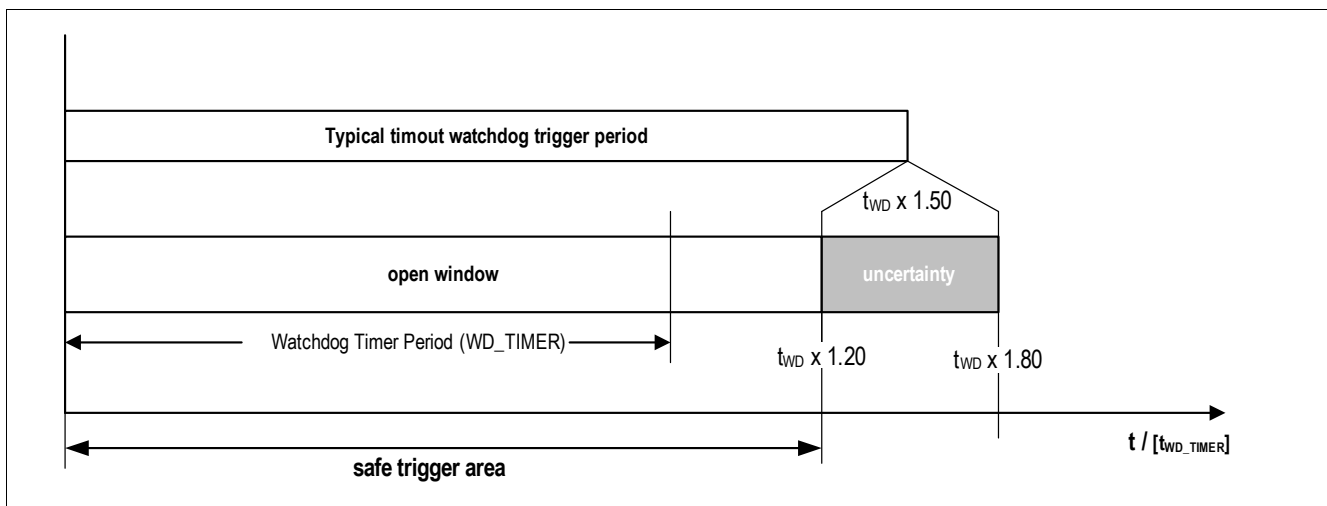 Typical timout watchdog trigger period
tWD x 1.50
open window
uncertainty
Watchdog Timer Period (WD_TIMER)
tWD x 1.20
tWD x 1.80
t / [tWD_TIMER]
safe trigger area